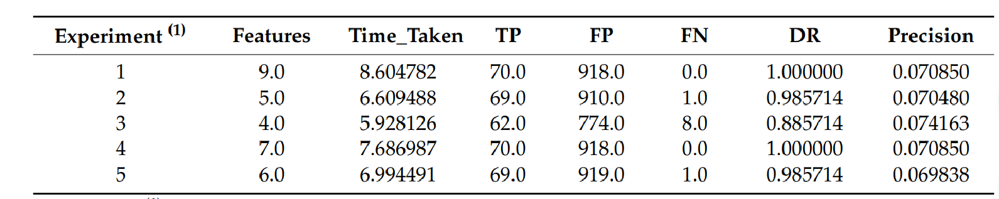 Experiment (1) Features Time_Taken TP FP FN DR Precision
1 9.0 8.604782 70.0 918.0 0.0 1.000000 0.070850
2 5.0 6.609488 69.0 910.0 1.0 0.985714 0.070480
3 4.0 5.928126 62.0 774.0 8.0 0.885714 0.074163
4 7.0 7.686987 70.0 918.0 0.0 1.000000 0.070850
5 6.0 6.994491 69.0 919.0 1.0 0.985714 0.069838